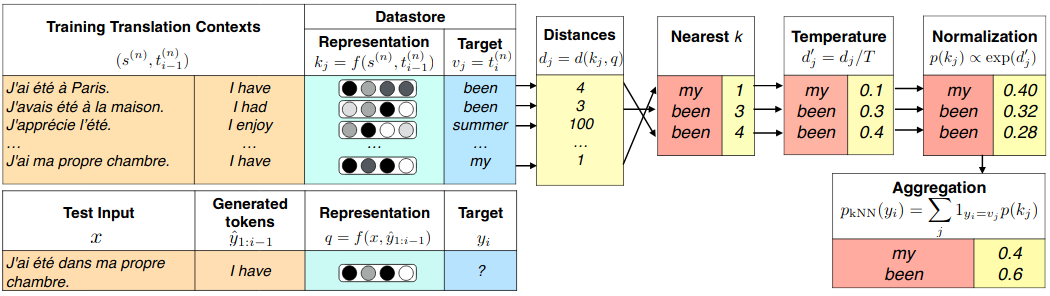 Training Translation Contexts
(s^{(n)}, t_{i-1}^{(n)})
Datastore
Representation
k_j = f(s^{(n)}, t_{i-1}^{(n)})
Target
v_j = t_i^{(n)}
J'ai été à Paris. I have been
J'avais été à la maison. I had been
J'apprécie l'été. I enjoy summer
... ... ... ...
J'ai ma propre chambre. I have my
Distances
d_j = d(k_j, q)
4
3
100
...
1
Nearest k
my 1
been 3
been 4
Temperature
d'_j = d_j/T
my 0.1
been 0.3
been 0.4
Normalization
p(k_j) ∝ exp(d'_j)
my 0.40
been 0.32
been 0.28
Aggregation
p_{kNN}(y_i) = ∑_j 1_{y_i=v_j} p(k_j)
my 0.4
been 0.6
Test Input
x
Generated
tokens
ŷ_{1:i−1}
Representation
q = f(x, ŷ_{1:i−1})
Target
y_i
J'ai été dans ma propre
chambre.
I have
?